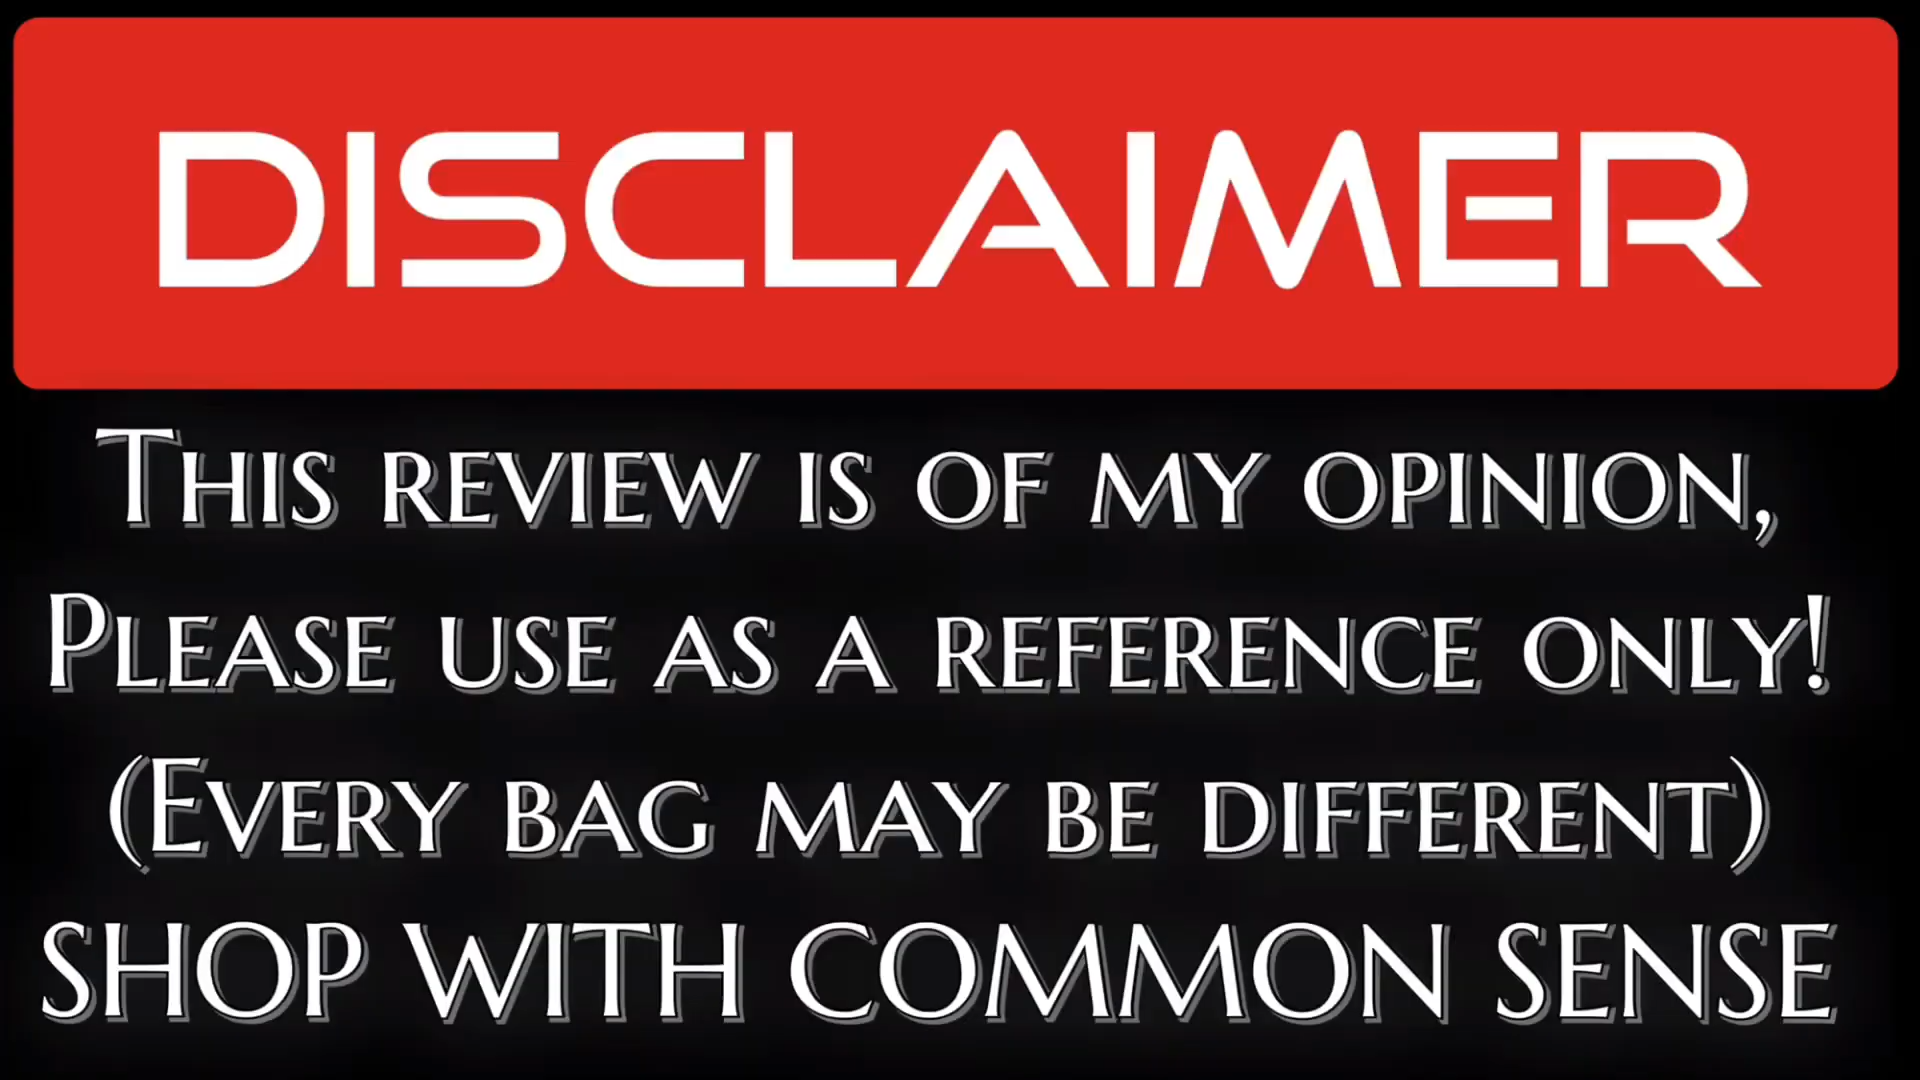 DISCLAIMER
This review is of my opinion,
Please use as a reference only!
(Every bag may be different)
SHOP WITH COMMON SENSE